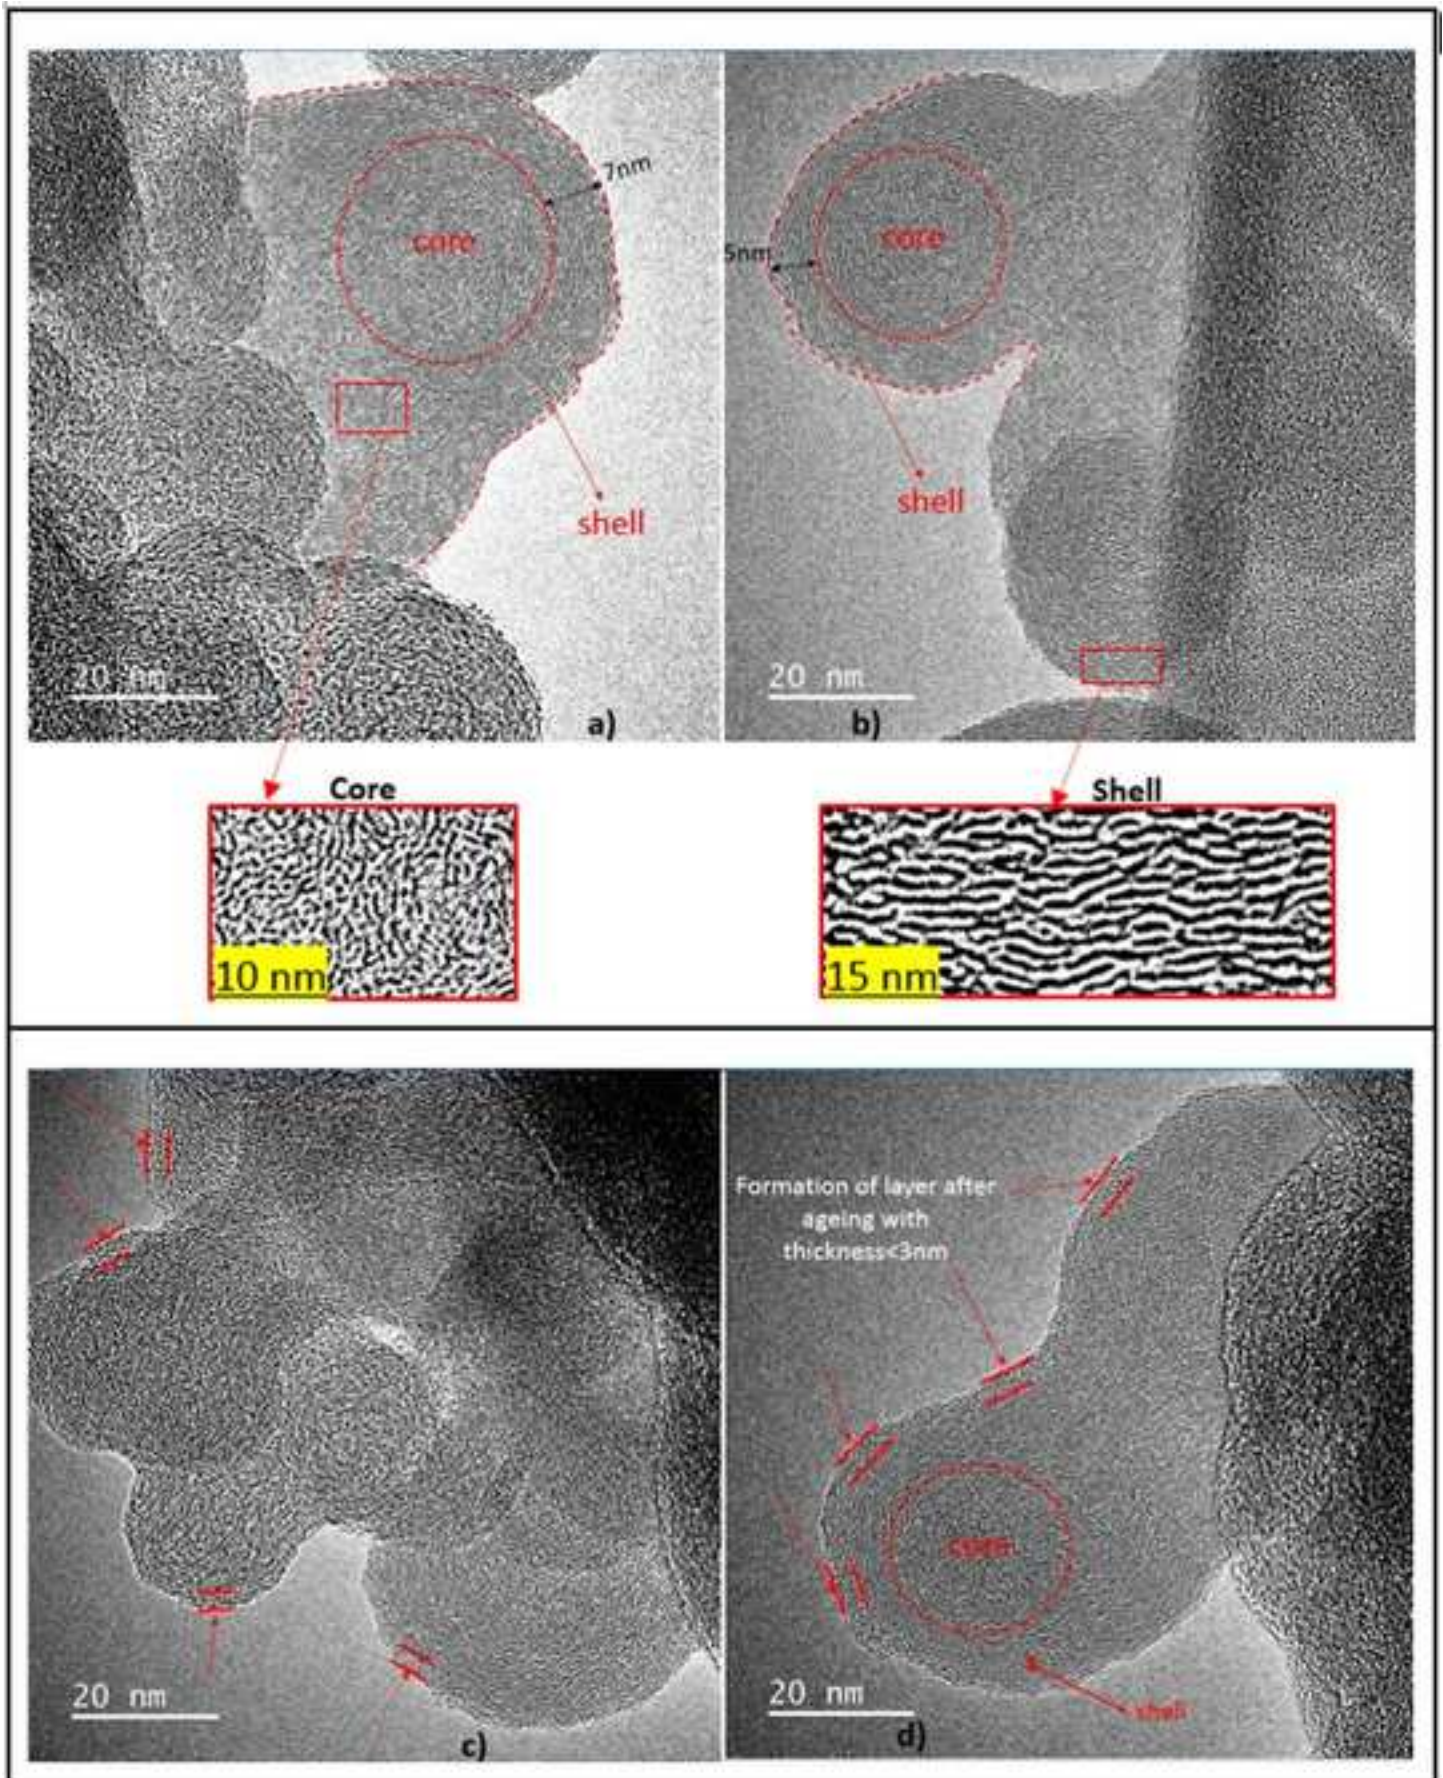 core
7nm
shell
20 nm
a)
core
5nm
shell
20 nm
b)
Core
10 nm
Shell
15 nm
20 nm
c)
Formation of layer after
ageing with
thickness<3nm
core
shell
20 nm
d)